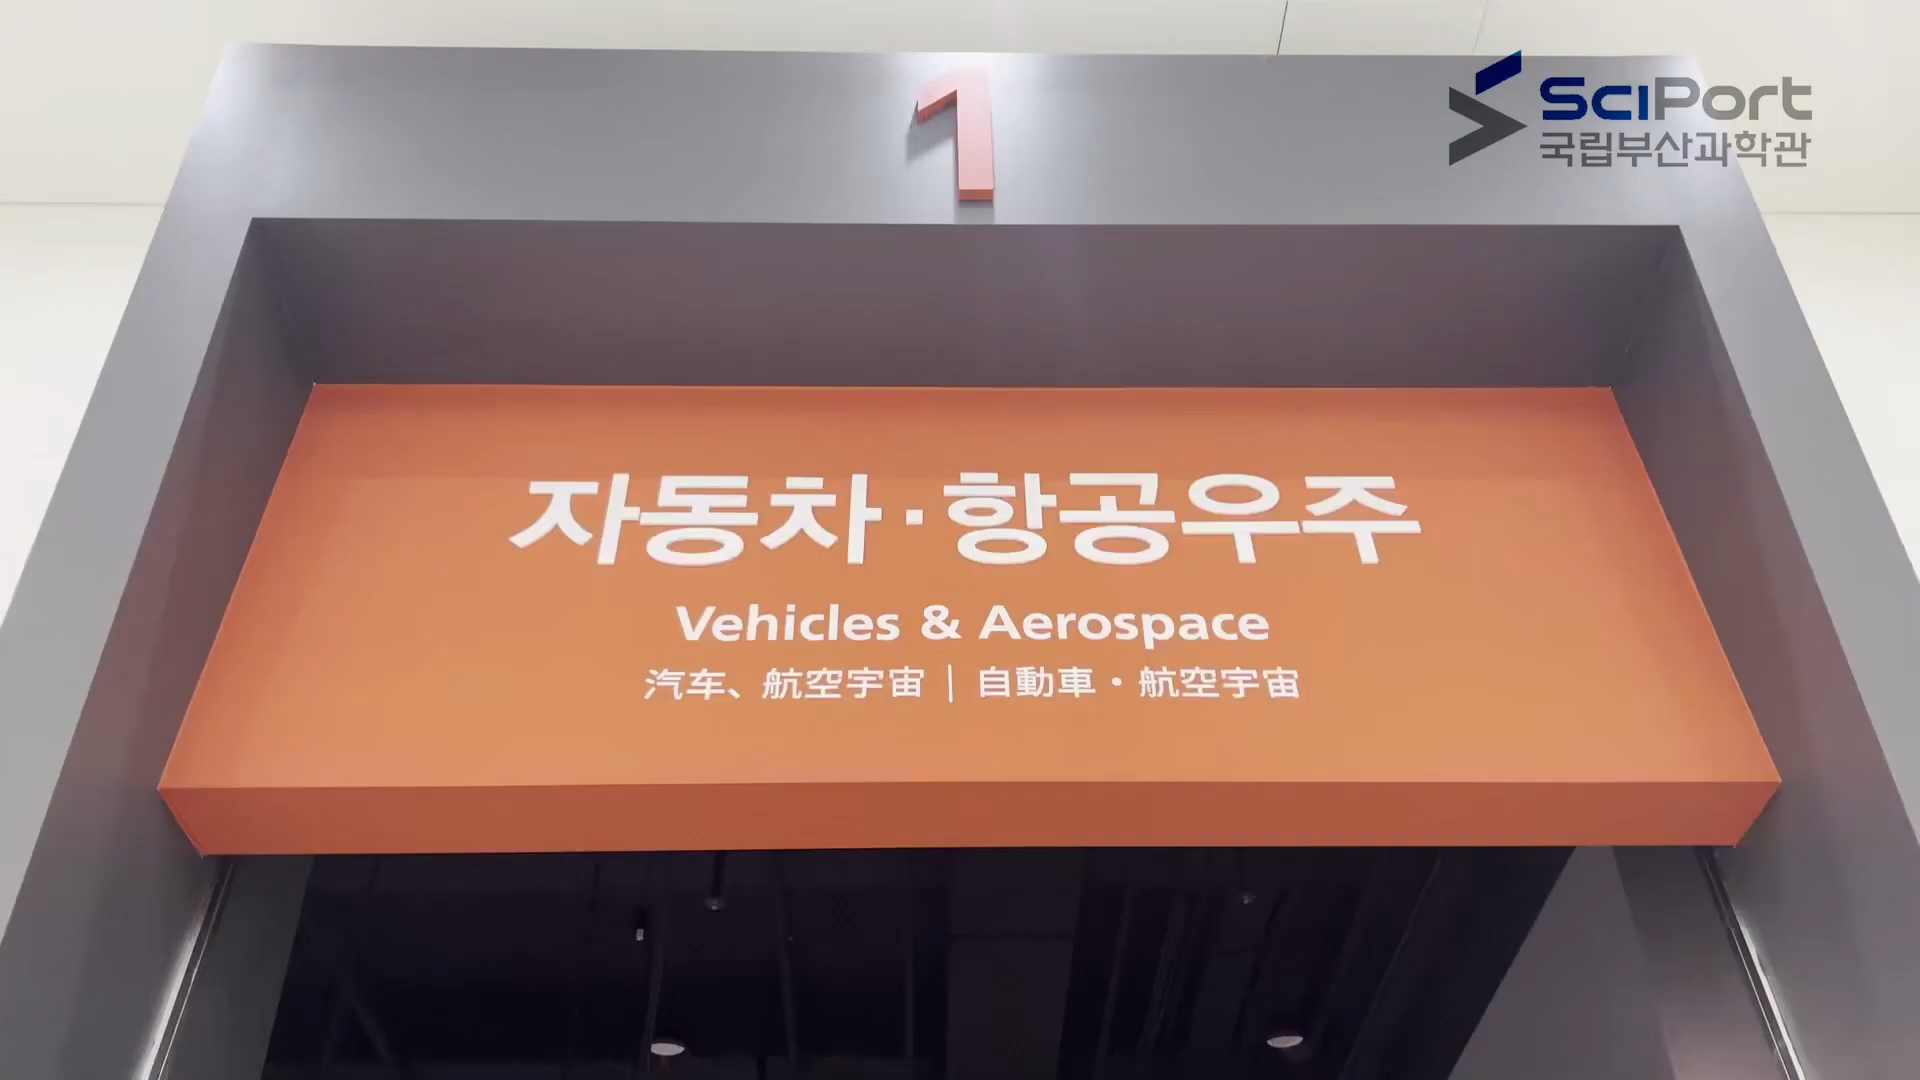 1
SciPort
국립부산과학관
자동차·항공우주
Vehicles & Aerospace
汽车、航空宇宙 | 自動車・航空宇宙